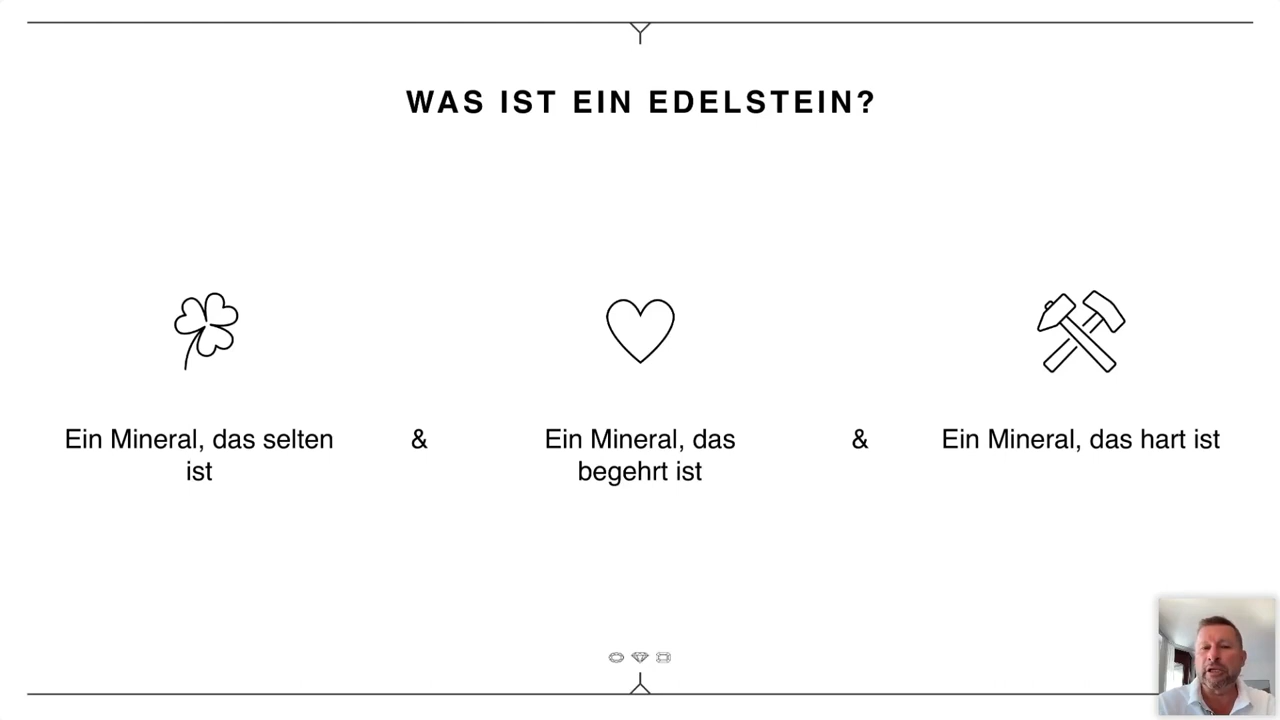 WAS IST EIN EDELSTEIN?
Ein Mineral, das selten
ist
&
Ein Mineral, das
begehrt ist
&
Ein Mineral, das hart ist